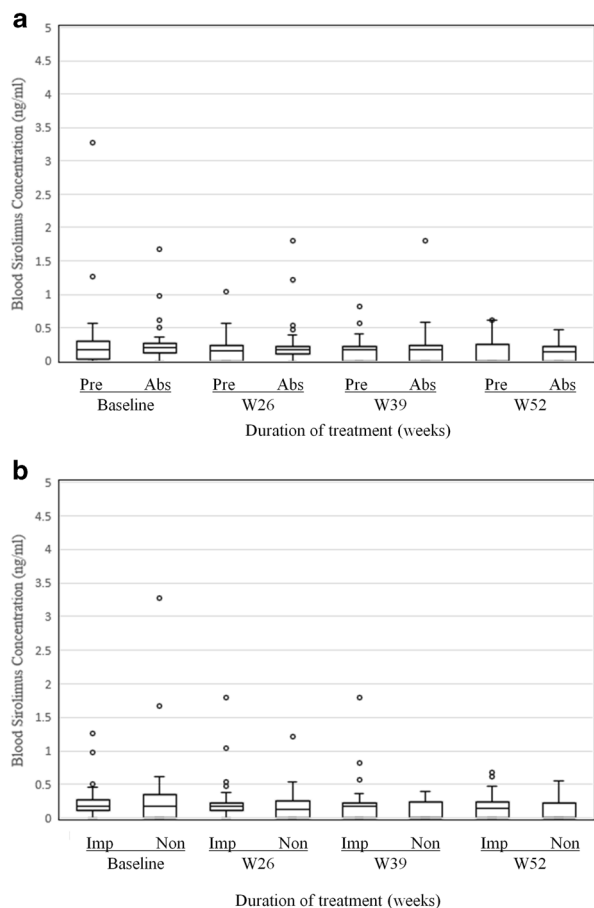 a
Blood Sirolimus Concentration (ng/ml)
5
4.5
4
3.5
3
2.5
2
1.5
1
0.5
0
Pre Abs Pre Abs Pre Abs Pre Abs
Baseline W26 W39 W52
Duration of treatment (weeks)
b
Blood Sirolimus Concentration (ng/ml)
5
4.5
4
3.5
3
2.5
2
1.5
1
0.5
0
Imp Non Imp Non Imp Non Imp Non
Baseline W26 W39 W52
Duration of treatment (weeks)